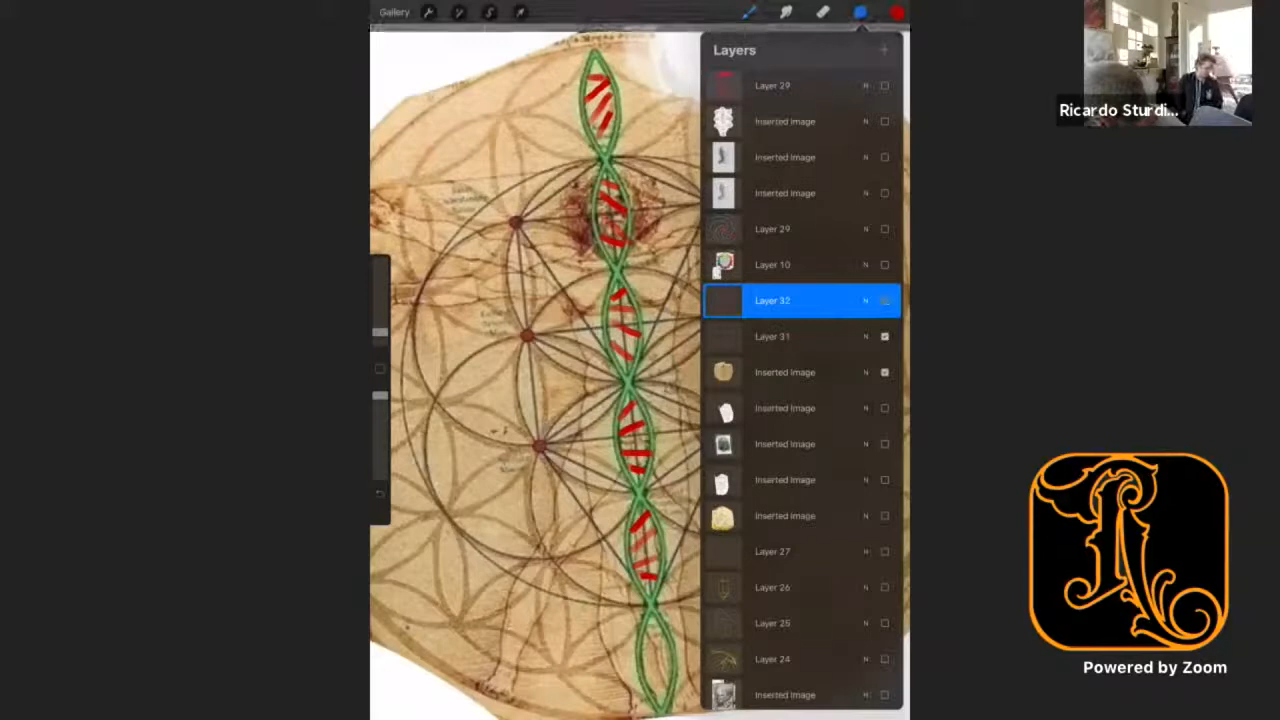 Gallery
Layers
Layer 29 N
Inserted Image N
Inserted Image N
Inserted Image N
Layer 29 N
Layer 10 N
Layer 32 N
Layer 31 N
Inserted Image N
Inserted Image N
Inserted Image N
Inserted Image N
Inserted Image N
Layer 27 N
Layer 26 N
Layer 25 N
Layer 24 N
Inserted Image N
Ricardo Sturdi...
Powered by Zoom